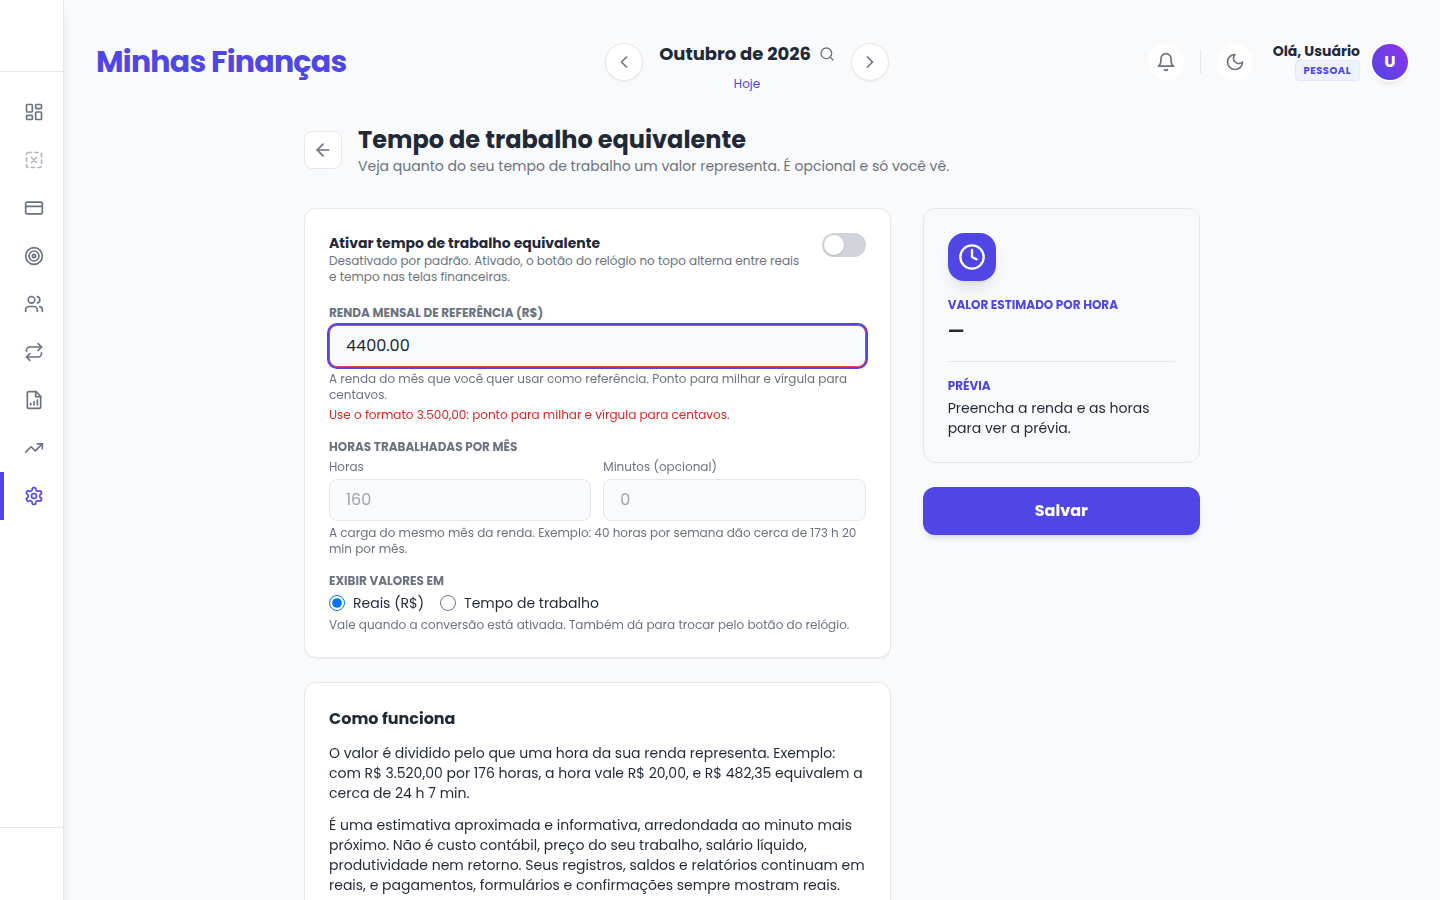 Minhas Finanças
Outubro de 2026
Hoje
Olá, Usuário
PESSOAL
U
Tempo de trabalho equivalente
Veja quanto do seu tempo de trabalho um valor representa. É opcional e só você vê.
Ativar tempo de trabalho equivalente
Desativado por padrão. Ativado, o botão do relógio no topo alterna entre reais
e tempo nas telas financeiras.
RENDA MENSAL DE REFERÊNCIA (R$)
4400.00
A renda do mês que você quer usar como referência. Ponto para milhar e vírgula para
centavos.
Use o formato 3.500,00: ponto para milhar e vírgula para centavos.
HORAS TRABALHADAS POR MÊS
Horas
Minutos (opcional)
160
0
A carga do mesmo mês da renda. Exemplo: 40 horas por semana dão cerca de 173 h 20
min por mês.
EXIBIR VALORES EM
Reais (R$)
Tempo de trabalho
Vale quando a conversão está ativada. Também dá para trocar pelo botão do relógio.
VALOR ESTIMADO POR HORA
—
PRÉVIA
Preencha a renda e as horas
para ver a prévia.
Salvar
Como funciona
O valor é dividido pelo que uma hora da sua renda representa. Exemplo:
com R$ 3.520,00 por 176 horas, a hora vale R$ 20,00, e R$ 482,35 equivalem a
cerca de 24 h 7 min.
É uma estimativa aproximada e informativa, arredondada ao minuto mais
próximo. Não é custo contábil, preço do seu trabalho, salário líquido,
produtividade nem retorno. Seus registros, saldos e relatórios continuam em
reais, e pagamentos, formulários e confirmações sempre mostram reais.